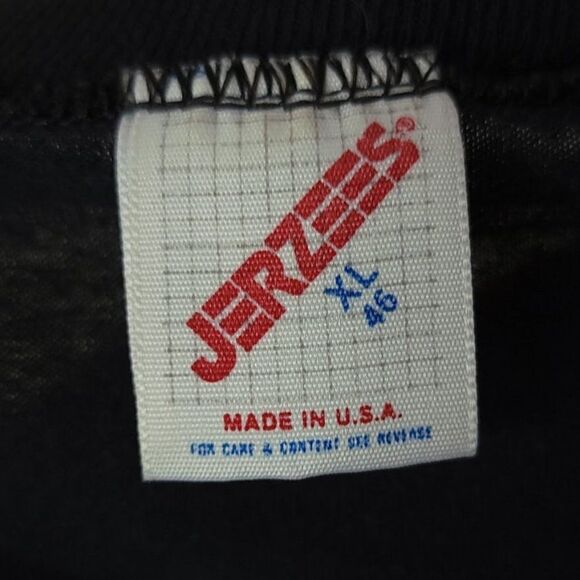 JERZEES®
XL
46
MADE IN U.S.A.
FOR CARE & CONTENT SEE REVERSE